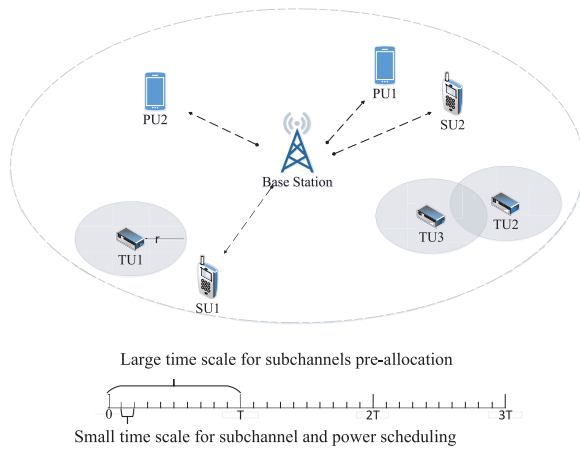 PU1
PU2
SU2
Base Station
TU1
r
TU3
TU2
SU1
Large time scale for subchannels pre-allocation
0
T
2T
3T
Small time scale for subchannel and power scheduling